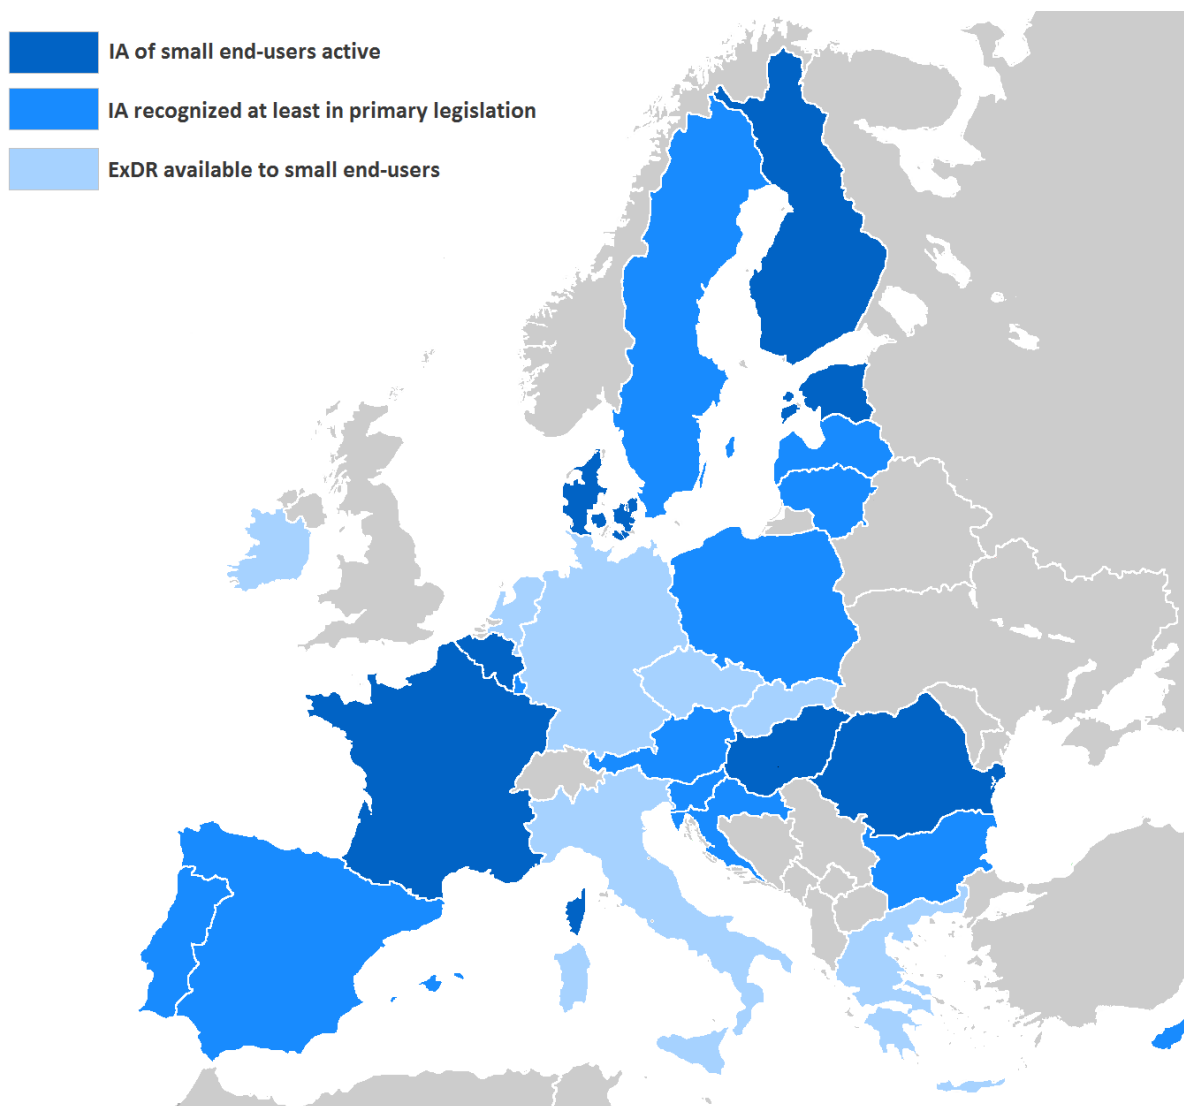 IA of small end-users active
IA recognized at least in primary legislation
ExDR available to small end-users